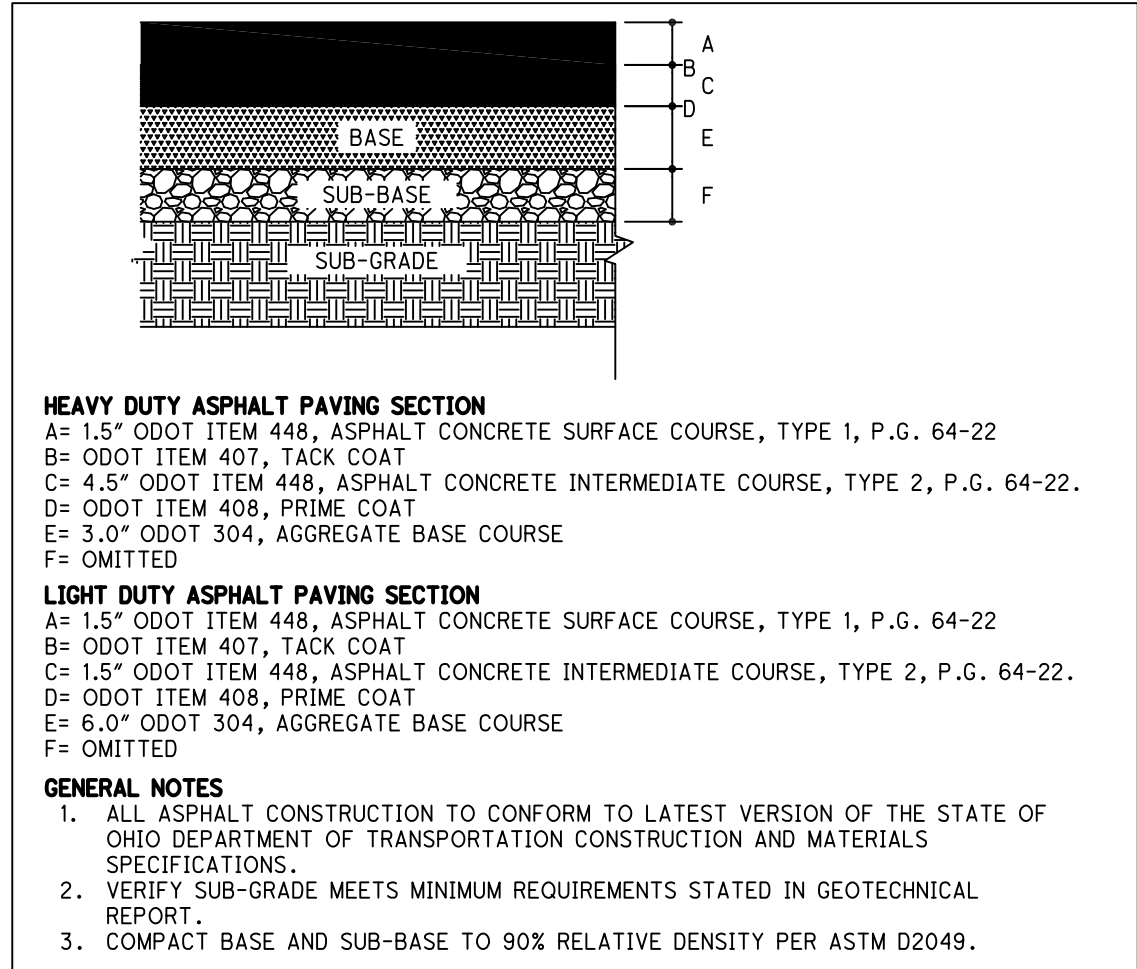 A
B
C
D
BASE
E
SUB-BASE
F
SUB-GRADE
HEAVY DUTY ASPHALT PAVING SECTION
A= 1.5" ODOT ITEM 448, ASPHALT CONCRETE SURFACE COURSE, TYPE 1, P.G. 64-22
B= ODOT ITEM 407, TACK COAT
C= 4.5" ODOT ITEM 448, ASPHALT CONCRETE INTERMEDIATE COURSE, TYPE 2, P.G. 64-22.
D= ODOT ITEM 408, PRIME COAT
E= 3.0" ODOT 304, AGGREGATE BASE COURSE
F= OMITTED
LIGHT DUTY ASPHALT PAVING SECTION
A= 1.5" ODOT ITEM 448, ASPHALT CONCRETE SURFACE COURSE, TYPE 1, P.G. 64-22
B= ODOT ITEM 407, TACK COAT
C= 1.5" ODOT ITEM 448, ASPHALT CONCRETE INTERMEDIATE COURSE, TYPE 2, P.G. 64-22.
D= ODOT ITEM 408, PRIME COAT
E= 6.0" ODOT 304, AGGREGATE BASE COURSE
F= OMITTED
GENERAL NOTES
1. ALL ASPHALT CONSTRUCTION TO CONFORM TO LATEST VERSION OF THE STATE OF
OHIO DEPARTMENT OF TRANSPORTATION CONSTRUCTION AND MATERIALS
SPECIFICATIONS.
2. VERIFY SUB-GRADE MEETS MINIMUM REQUIREMENTS STATED IN GEOTECHNICAL
REPORT.
3. COMPACT BASE AND SUB-BASE TO 90% RELATIVE DENSITY PER ASTM D2049.